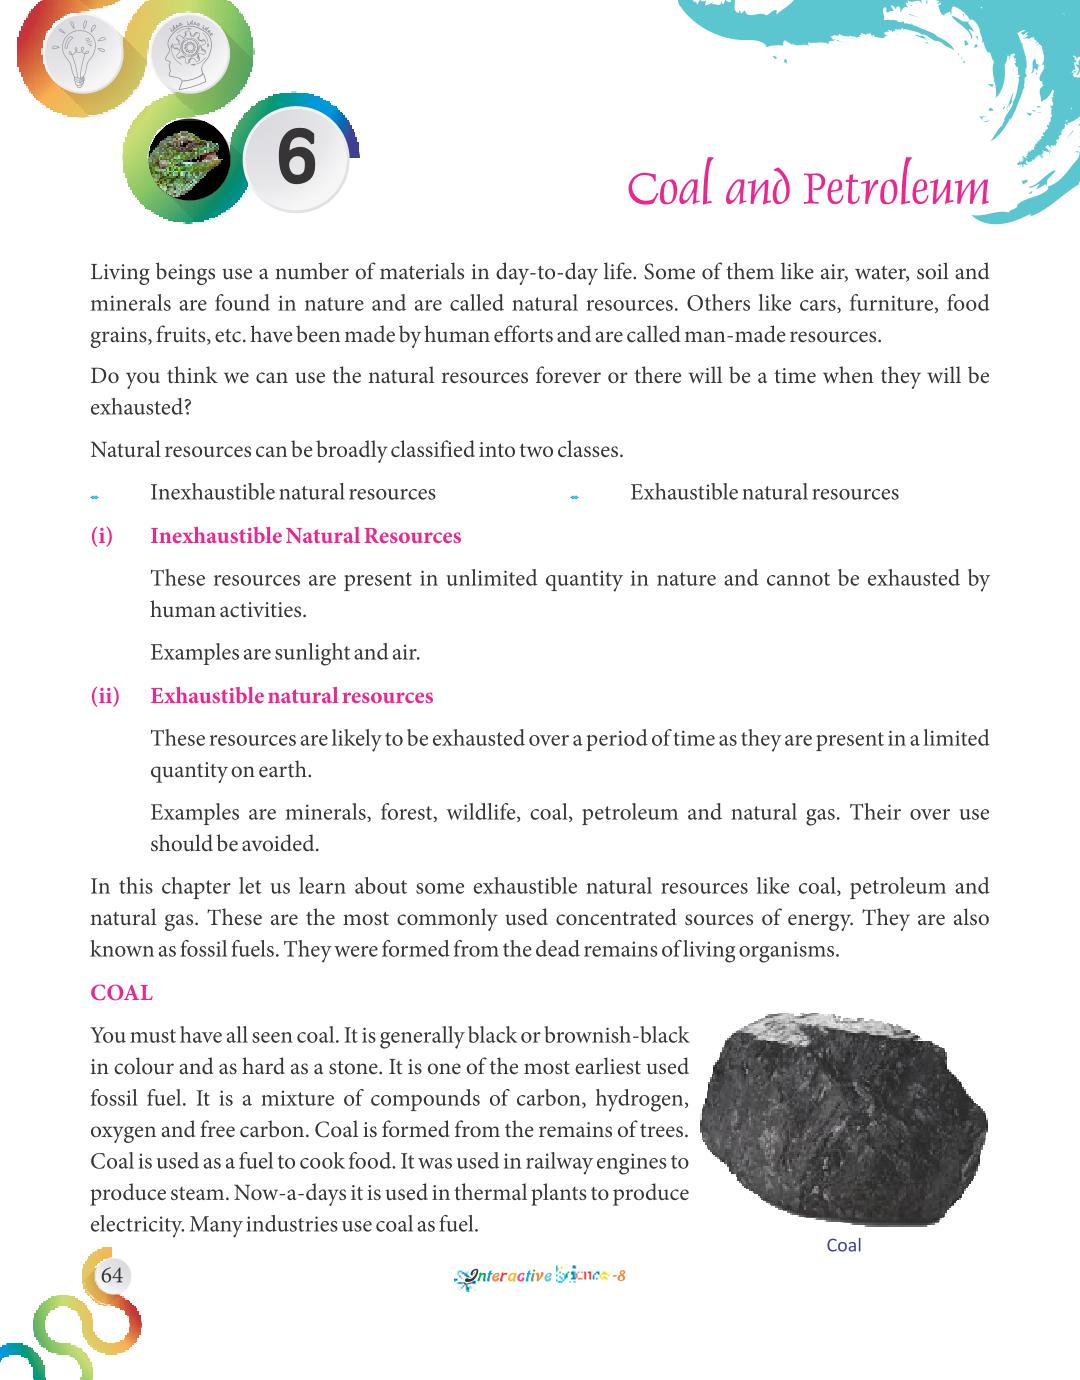 idea idea idea
6
Coal and Petroleum
Living beings use a number of materials in day-to-day life. Some of them like air, water, soil and
minerals are found in nature and are called natural resources. Others like cars, furniture, food
grains, fruits, etc. have been made by human efforts and are called man-made resources.
Do you think we can use the natural resources forever or there will be a time when they will be
exhausted?
Natural resources can be broadly classified into two classes.
Inexhaustible natural resources
Exhaustible natural resources
(i) Inexhaustible Natural Resources
These resources are present in unlimited quantity in nature and cannot be exhausted by
human activities.
Examples are sunlight and air.
(ii) Exhaustible natural resources
These resources are likely to be exhausted over a period of time as they are present in a limited
quantity on earth.
Examples are minerals, forest, wildlife, coal, petroleum and natural gas. Their over use
should be avoided.
In this chapter let us learn about some exhaustible natural resources like coal, petroleum and
natural gas. These are the most commonly used concentrated sources of energy. They are also
known as fossil fuels. They were formed from the dead remains of living organisms.
COAL
You must have all seen coal. It is generally black or brownish-black
in colour and as hard as a stone. It is one of the most earliest used
fossil fuel. It is a mixture of compounds of carbon, hydrogen,
oxygen and free carbon. Coal is formed from the remains of trees.
Coal is used as a fuel to cook food. It was used in railway engines to
produce steam. Now-a-days it is used in thermal plants to produce
electricity. Many industries use coal as fuel.
Coal
64
Interactive Science -8